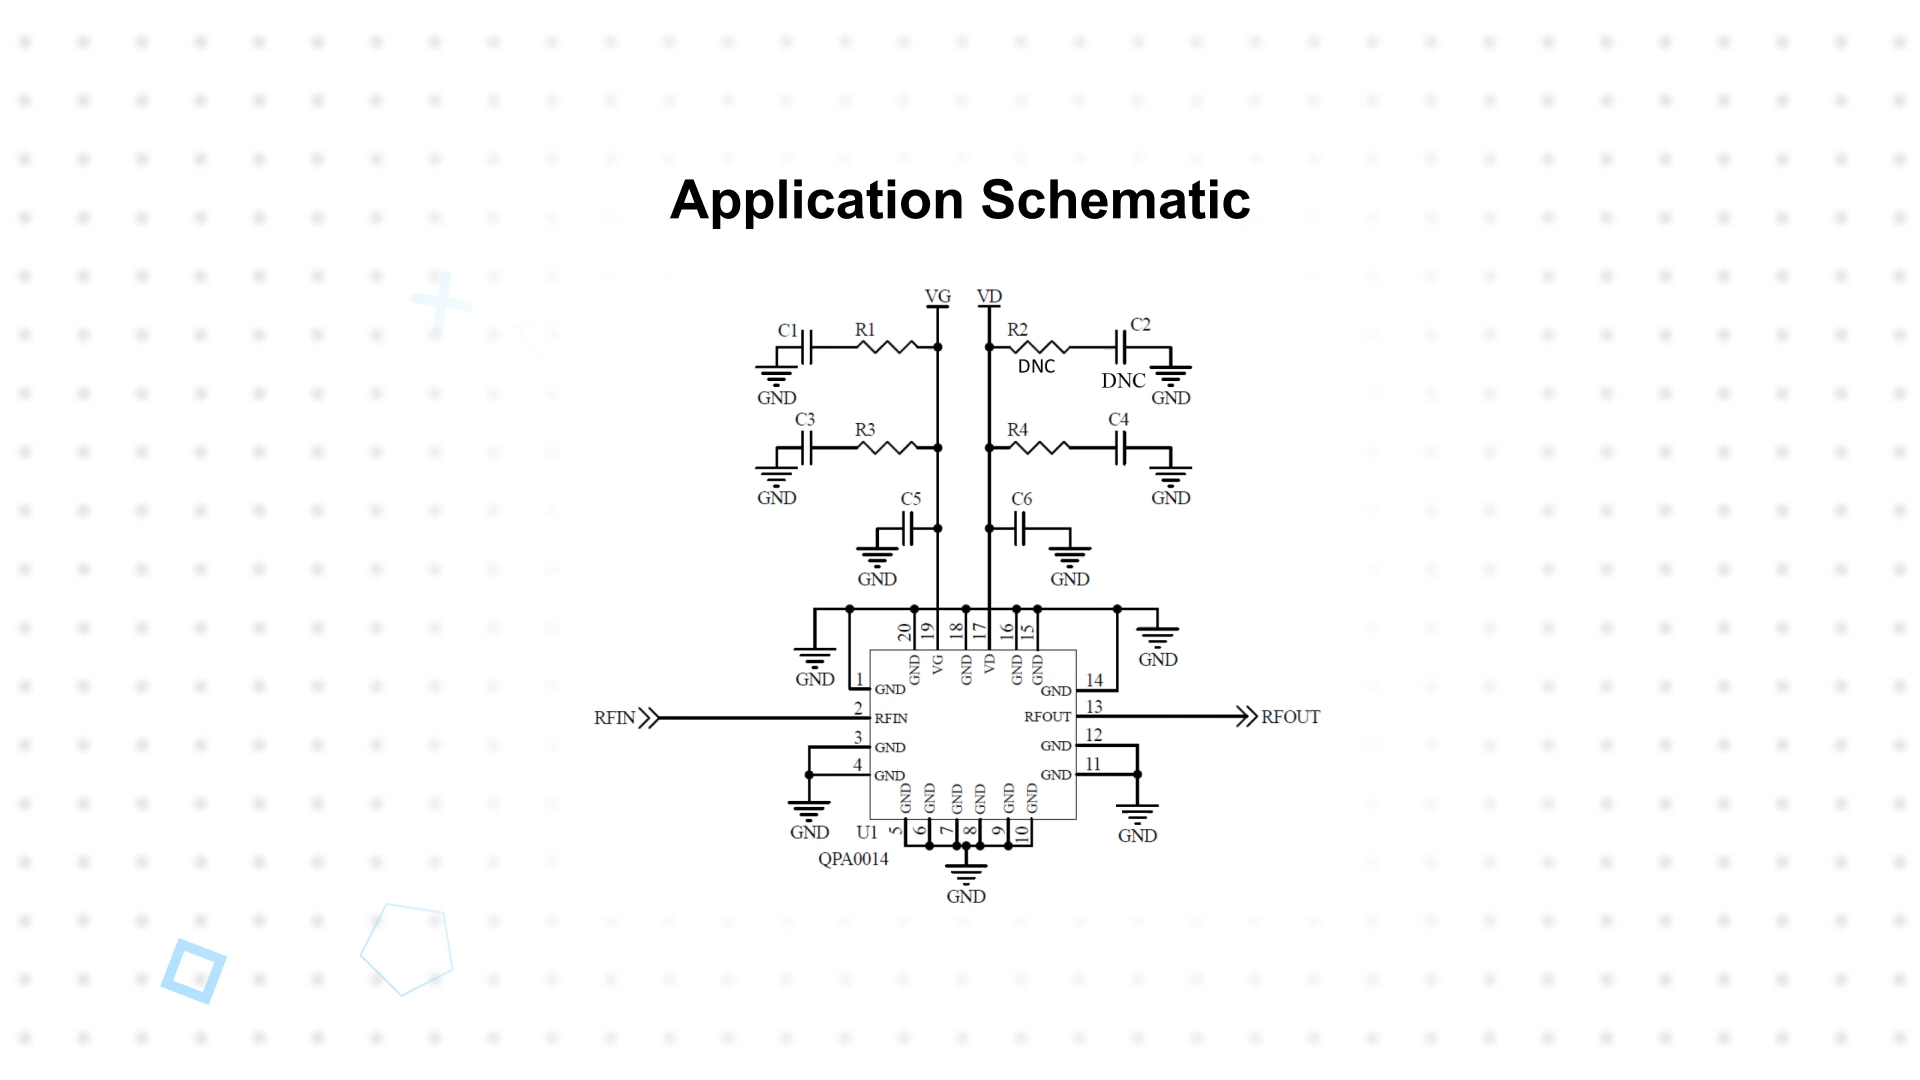 Application Schematic
VG VD
C1 R1 R2 C2
DNC
DNC
GND GND
C3 R3 R4 C4
GND GND
C5 C6
GND GND
20 19 18 17 16 15
GND VG GND VD GND GND
GND GND
1 GND GND 14
RFIN 2 RFIN RFOUT 13 RFOUT
3 GND GND 12
4 GND GND 11
GND GND GND GND GND GND
GND U1 5 6 7 8 9 10 GND
QPA0014
GND